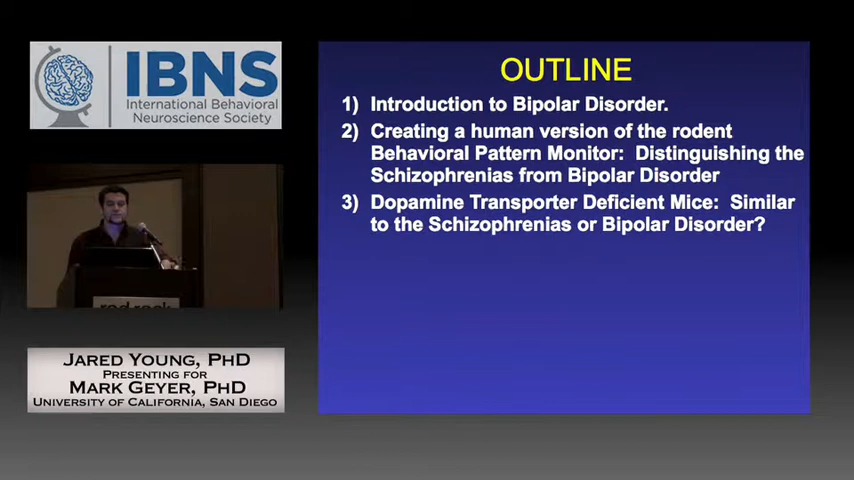 IBNS
International Behavioral
Neuroscience Society
OUTLINE
1) Introduction to Bipolar Disorder.
2) Creating a human version of the rodent
Behavioral Pattern Monitor: Distinguishing the
Schizophrenias from Bipolar Disorder
3) Dopamine Transporter Deficient Mice: Similar
to the Schizophrenias or Bipolar Disorder?
red rock
JARED YOUNG, PHD
PRESENTING FOR
MARK GEYER, PHD
UNIVERSITY OF CALIFORNIA, SAN DIEGO